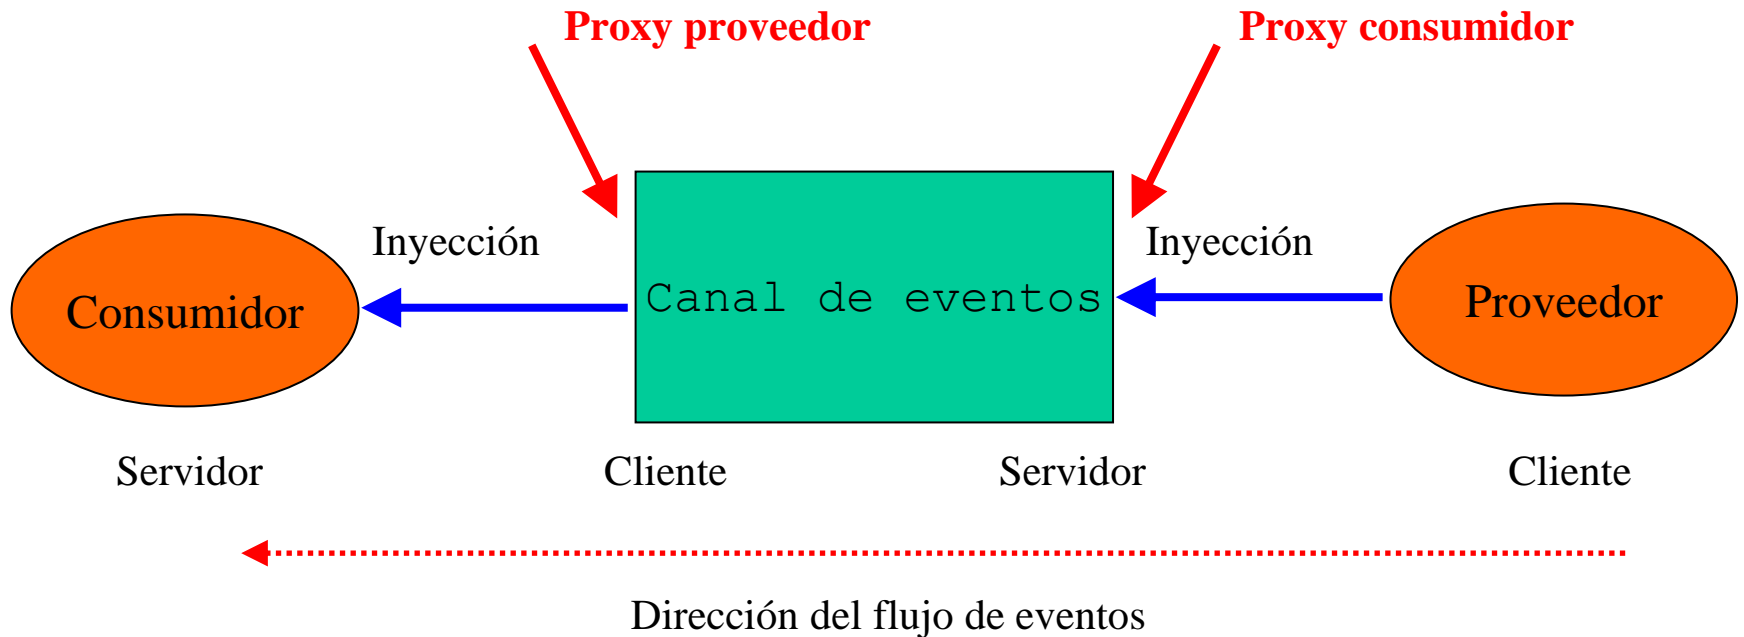 Proxy proveedor
Proxy consumidor
Inyección
Inyección
Consumidor
Canal de eventos
Proveedor
Servidor
Cliente
Servidor
Cliente
Dirección del flujo de eventos